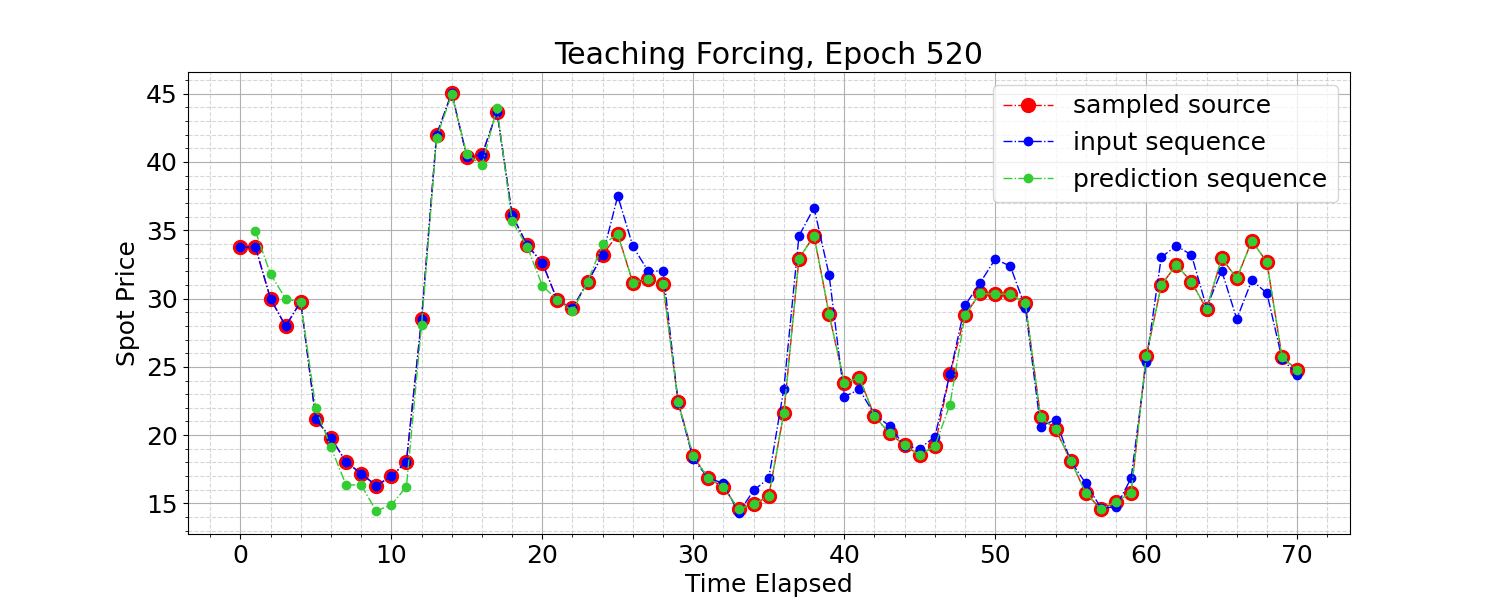 Teaching Forcing, Epoch 520
sampled source
input sequence
prediction sequence
Spot Price
45
40
35
30
25
20
15
0 10 20 30 40 50 60 70
Time Elapsed